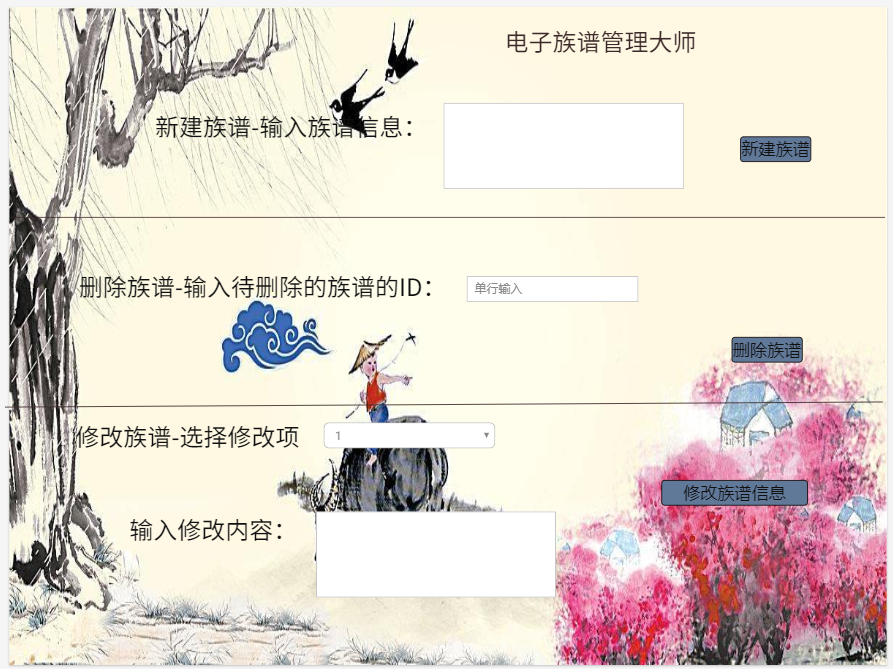 电子族谱管理大师
新建族谱-输入族谱信息：
新建族谱
删除族谱-输入待删除的族谱的ID：
单行输入
删除族谱
修改族谱-选择修改项
1
修改族谱信息
输入修改内容：